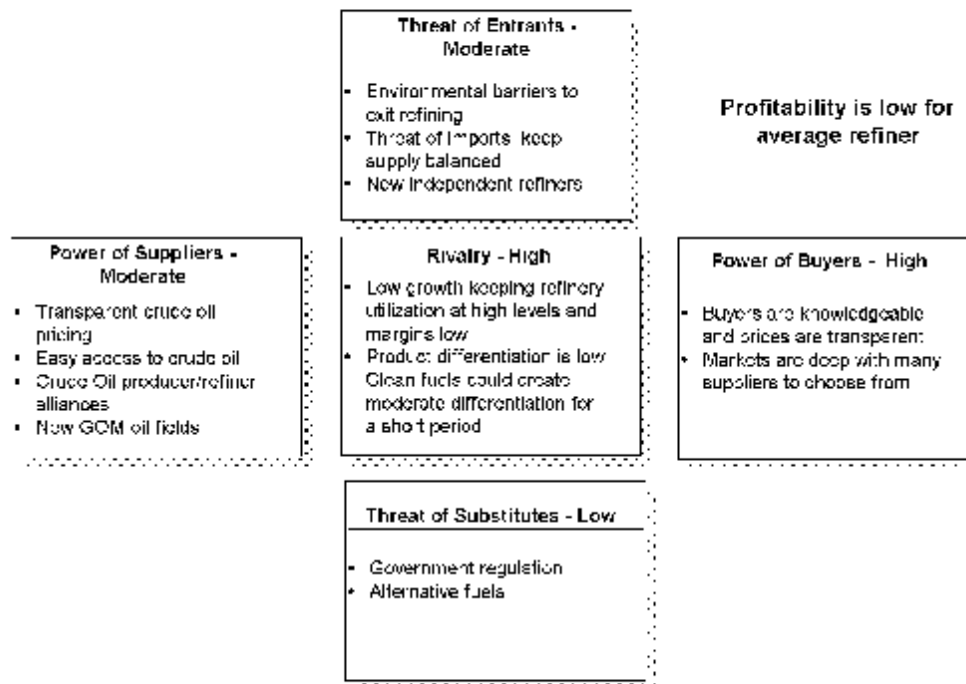 Threat of Entrants -
Moderate
• Environmental barriers to
exit refining
• Threat of imports keep
supply balanced
• New independent refiners
Profitability is low for
average refiner
Power of Suppliers -
Moderate
• Transparent crude oil
pricing
• Easy access to crude oil
• Crude Oil producer/refiner
alliances
• New GOM oil fields
Rivalry - High
• Low growth keeping refinery
utilization at high levels and
margins low
• Product differentiation is low
Clean fuels could create
moderate differentiation for
a short period
Power of Buyers - High
• Buyers are knowledgeable
and prices are transparent
• Markets are deep with many
suppliers to choose from
Threat of Substitutes - Low
• Government regulation
• Alternative fuels